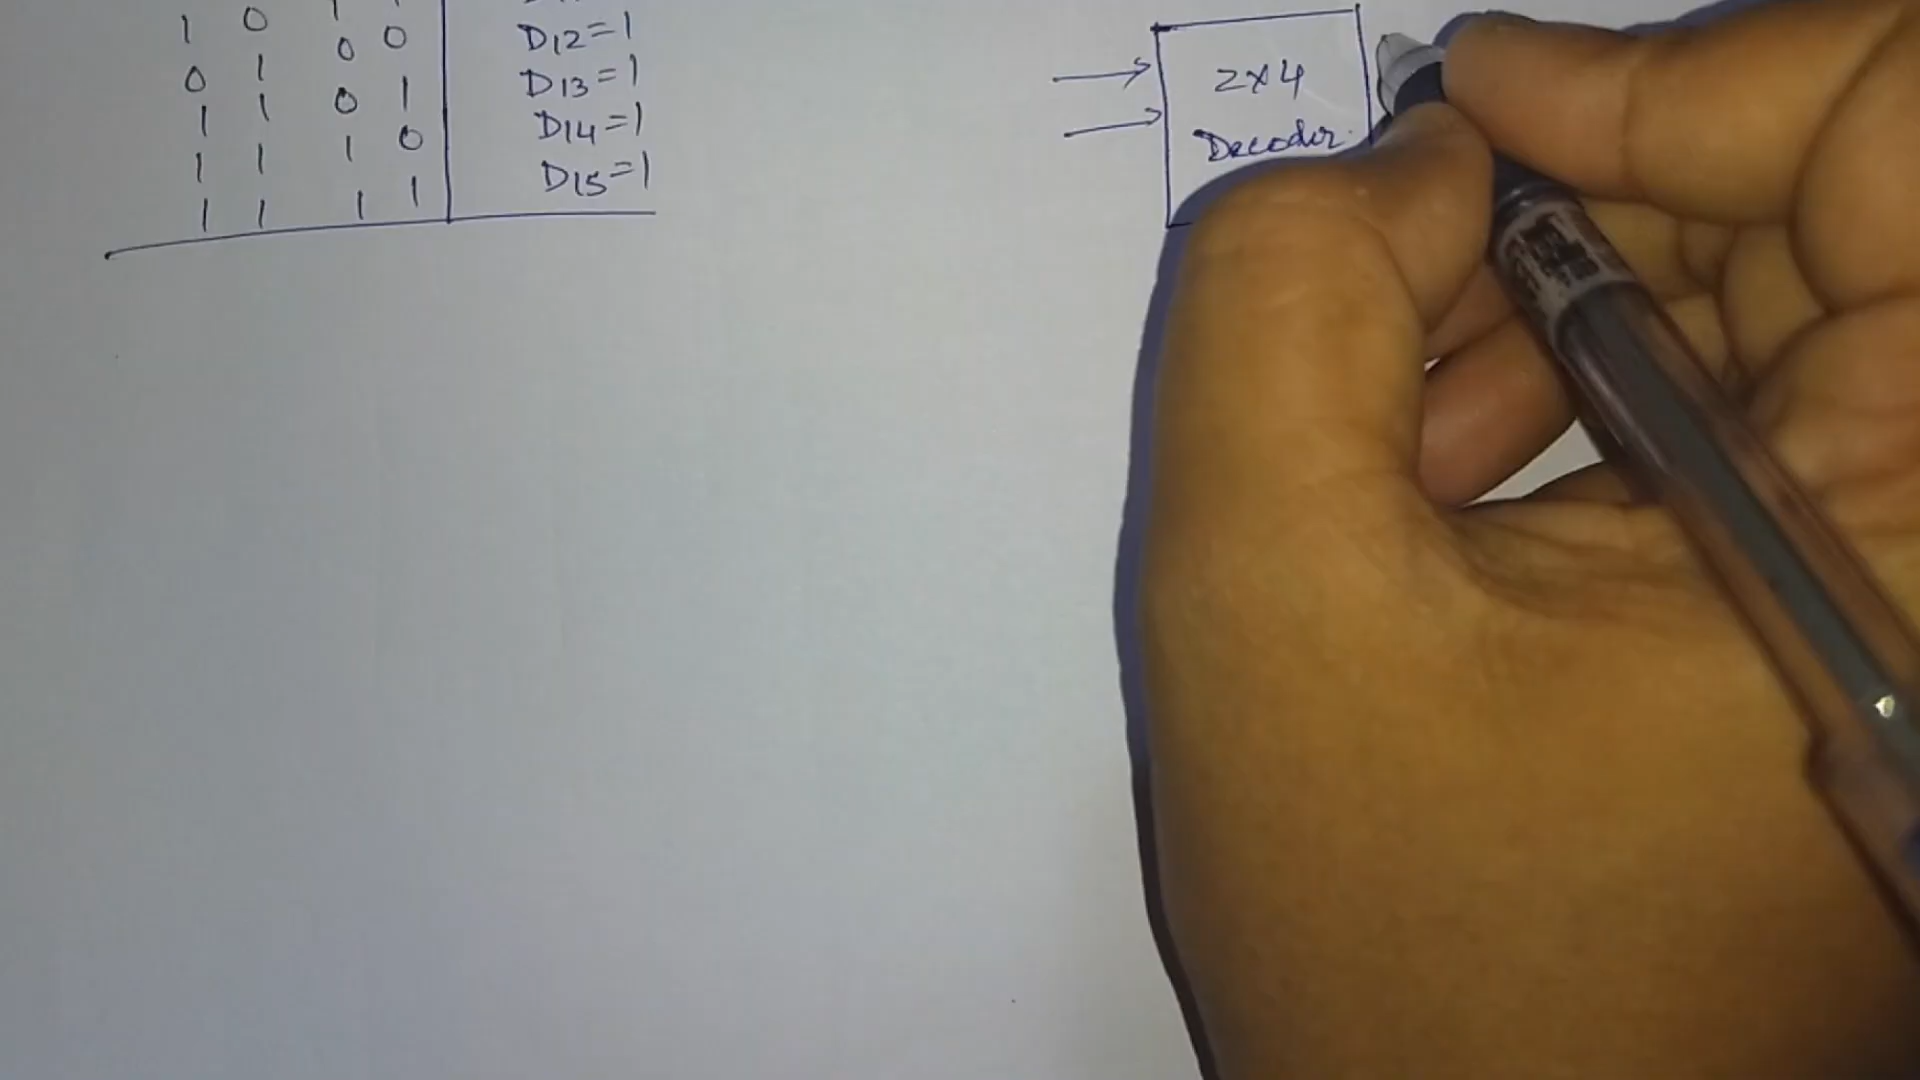 1 0 1
0 1 0 0 D12=1
1 1 0 1 D13=1
1 1 1 0 D14=1
1 1 1 1 D15=1
2x4
Decoder